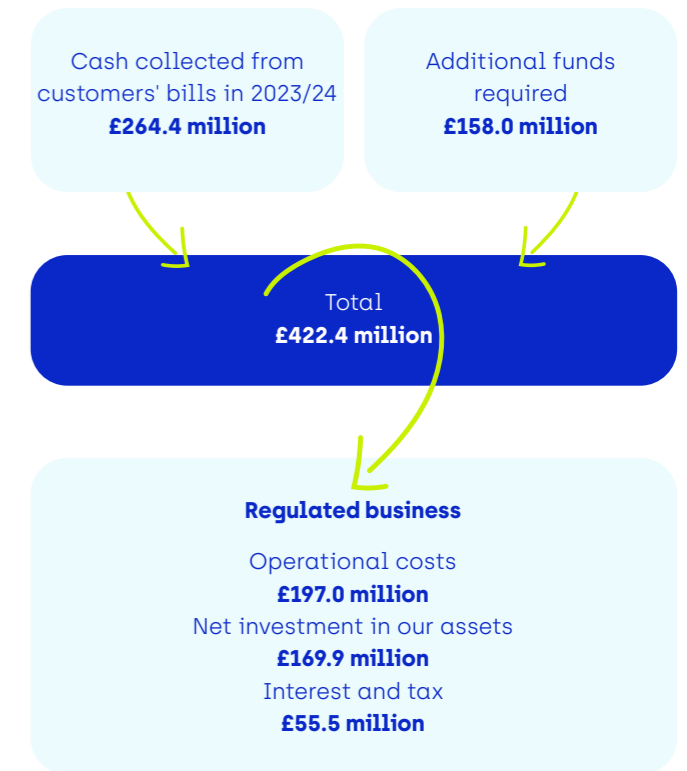 Cash collected from
customers' bills in 2023/24
£264.4 million
Additional funds
required
£158.0 million
Total
£422.4 million
Regulated business
Operational costs
£197.0 million
Net investment in our assets
£169.9 million
Interest and tax
£55.5 million